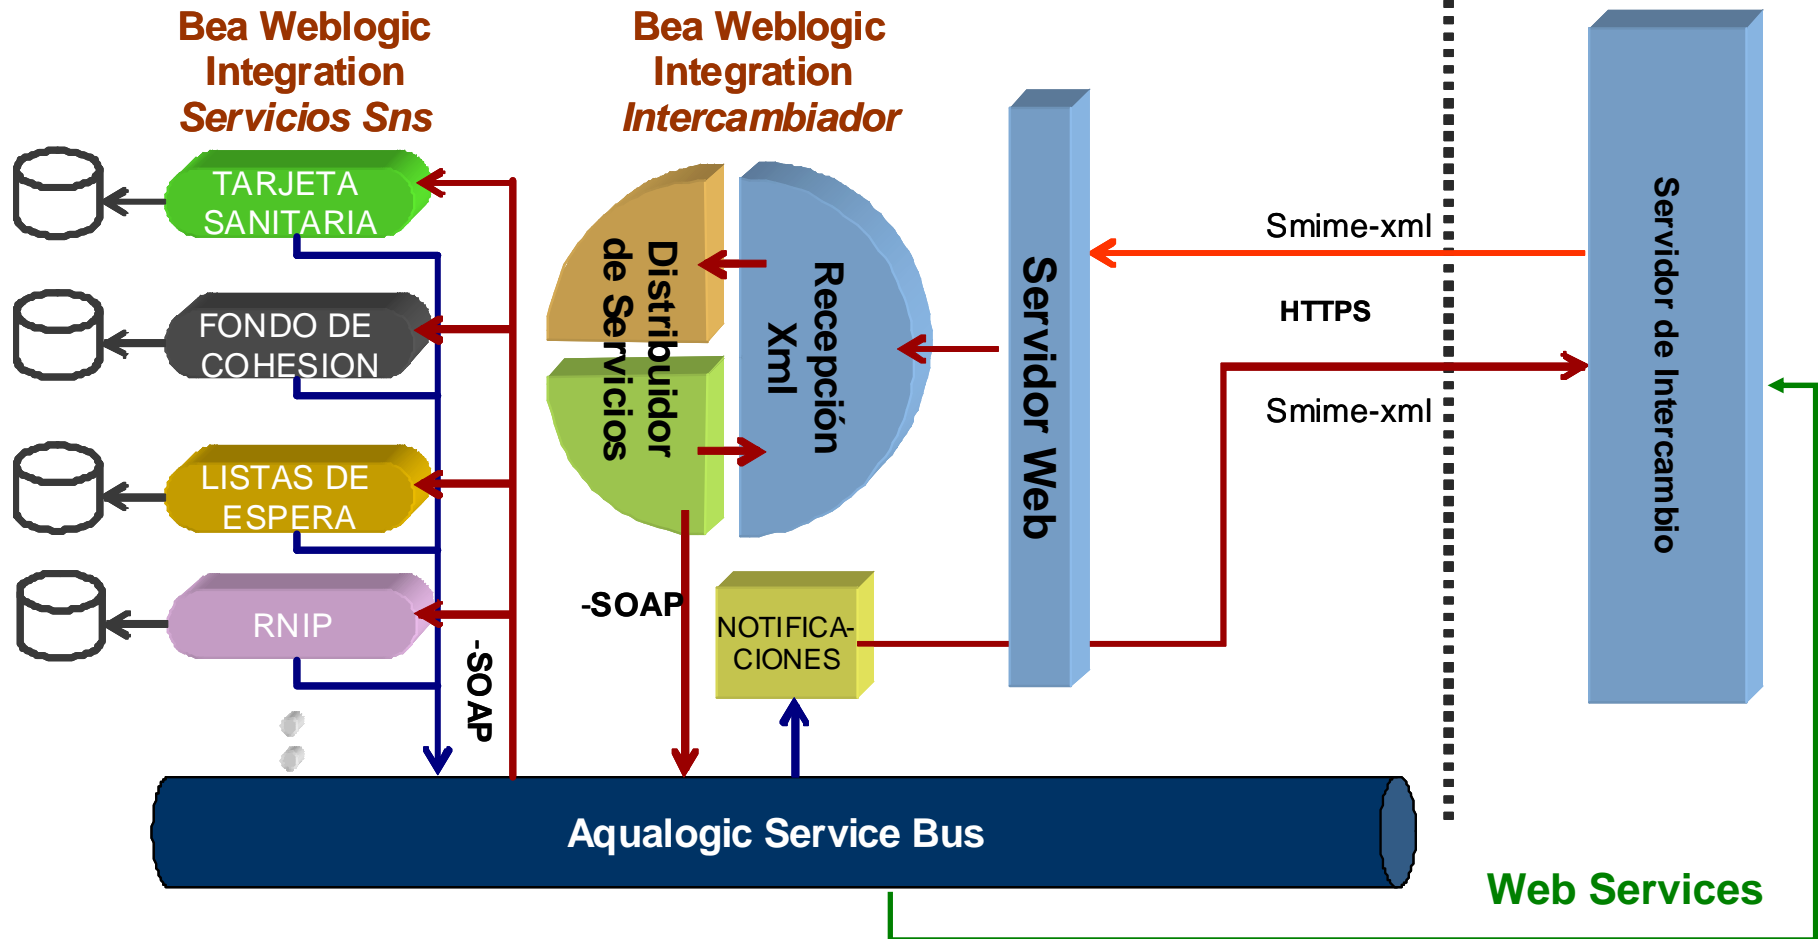 Bea Weblogic
Integration
Servicios Sns
Bea Weblogic
Integration
Intercambiador
TARJETA
SANITARIA
FONDO DE
COHESION
LISTAS DE
ESPERA
RNIP
-SOAP
Distribuidor
de Servicios
Recepción
Xml
-SOAP
NOTIFICA-
CIONES
Servidor Web
Smime-xml
HTTPS
Smime-xml
Servidor de Intercambio
Aqualogic Service Bus
Web Services